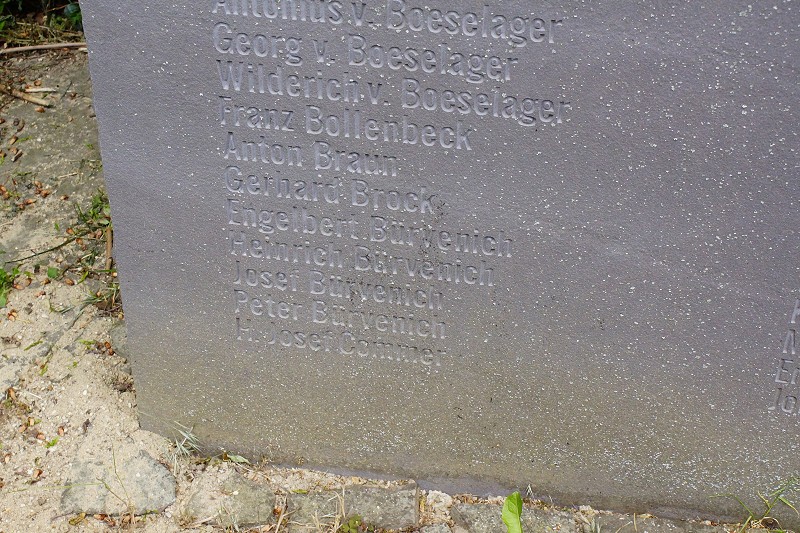 Antonius v. Boeselager
Georg v. Boeselager
Wilderich v. Boeselager
Franz Bollenbeck
Anton Braun
Gerhard Brock
Engelbert Bürvenich
Heinrich Bürvenich
Josef Bürvenich
Peter Bürvenich
H. Josef Commer